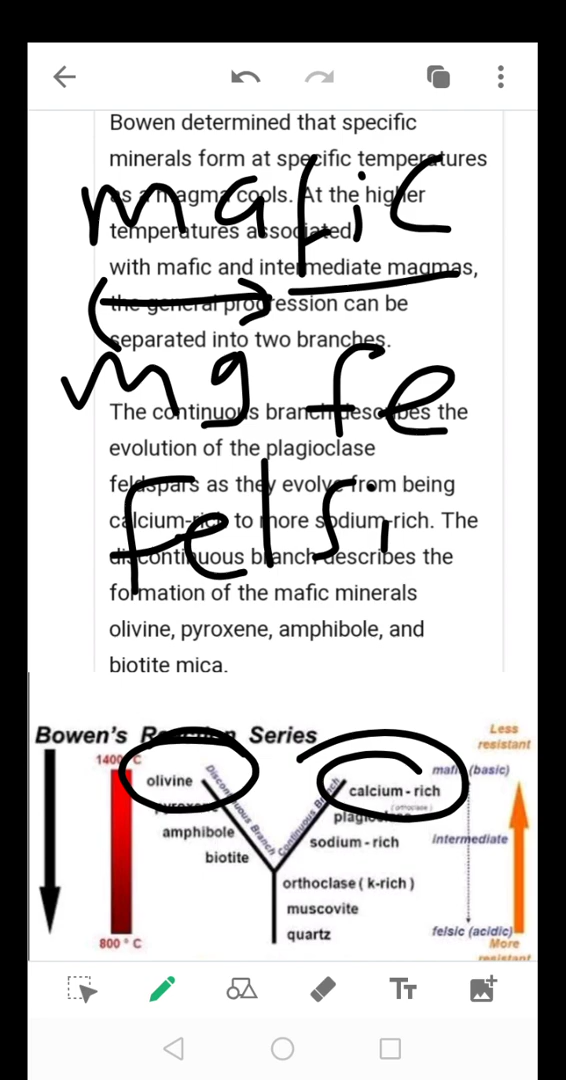 Bowen determined that specific
minerals form at specific temperatures
as a magma cools. At the higher
mafic
temperatures associated
with mafic and intermediate magmas,
the general progression can be
separated into two branches.
mg fe
The continuous branch describes the
evolution of the plagioclase
feldspars as they evolve from being
calcium-rich to more sodium-rich. The
felsi
discontinuous branch describes the
formation of the mafic minerals
olivine, pyroxene, amphibole, and
biotite mica.
Bowen's Reaction Series
Less
resistant
1400° C
olivine
pyroxene
amphibole
biotite
Discontinuous Branch
Continuous Branch
calcium - rich
(orthoclase)
plagioclase
sodium - rich
orthoclase ( k-rich )
muscovite
quartz
mafic (basic)
intermediate
felsic (acidic)
800 ° C
More
resistant
Tт